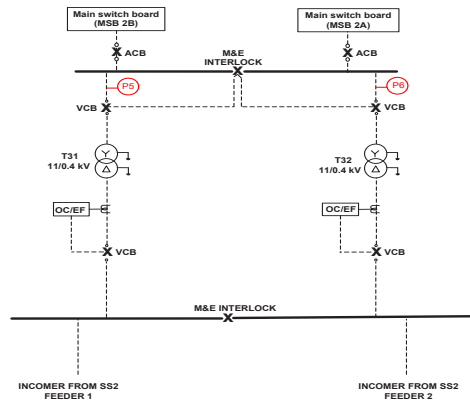 Main switch board
(MSB 2B)
Main switch board
(MSB 2A)
ACB
M&E
INTERLOCK
ACB
P5
P6
VCB
VCB
T31
11/0.4 kV
T32
11/0.4 kV
OC/EF
OC/EF
VCB
VCB
M&E INTERLOCK
INCOMER FROM SS2
FEEDER 1
INCOMER FROM SS2
FEEDER 2